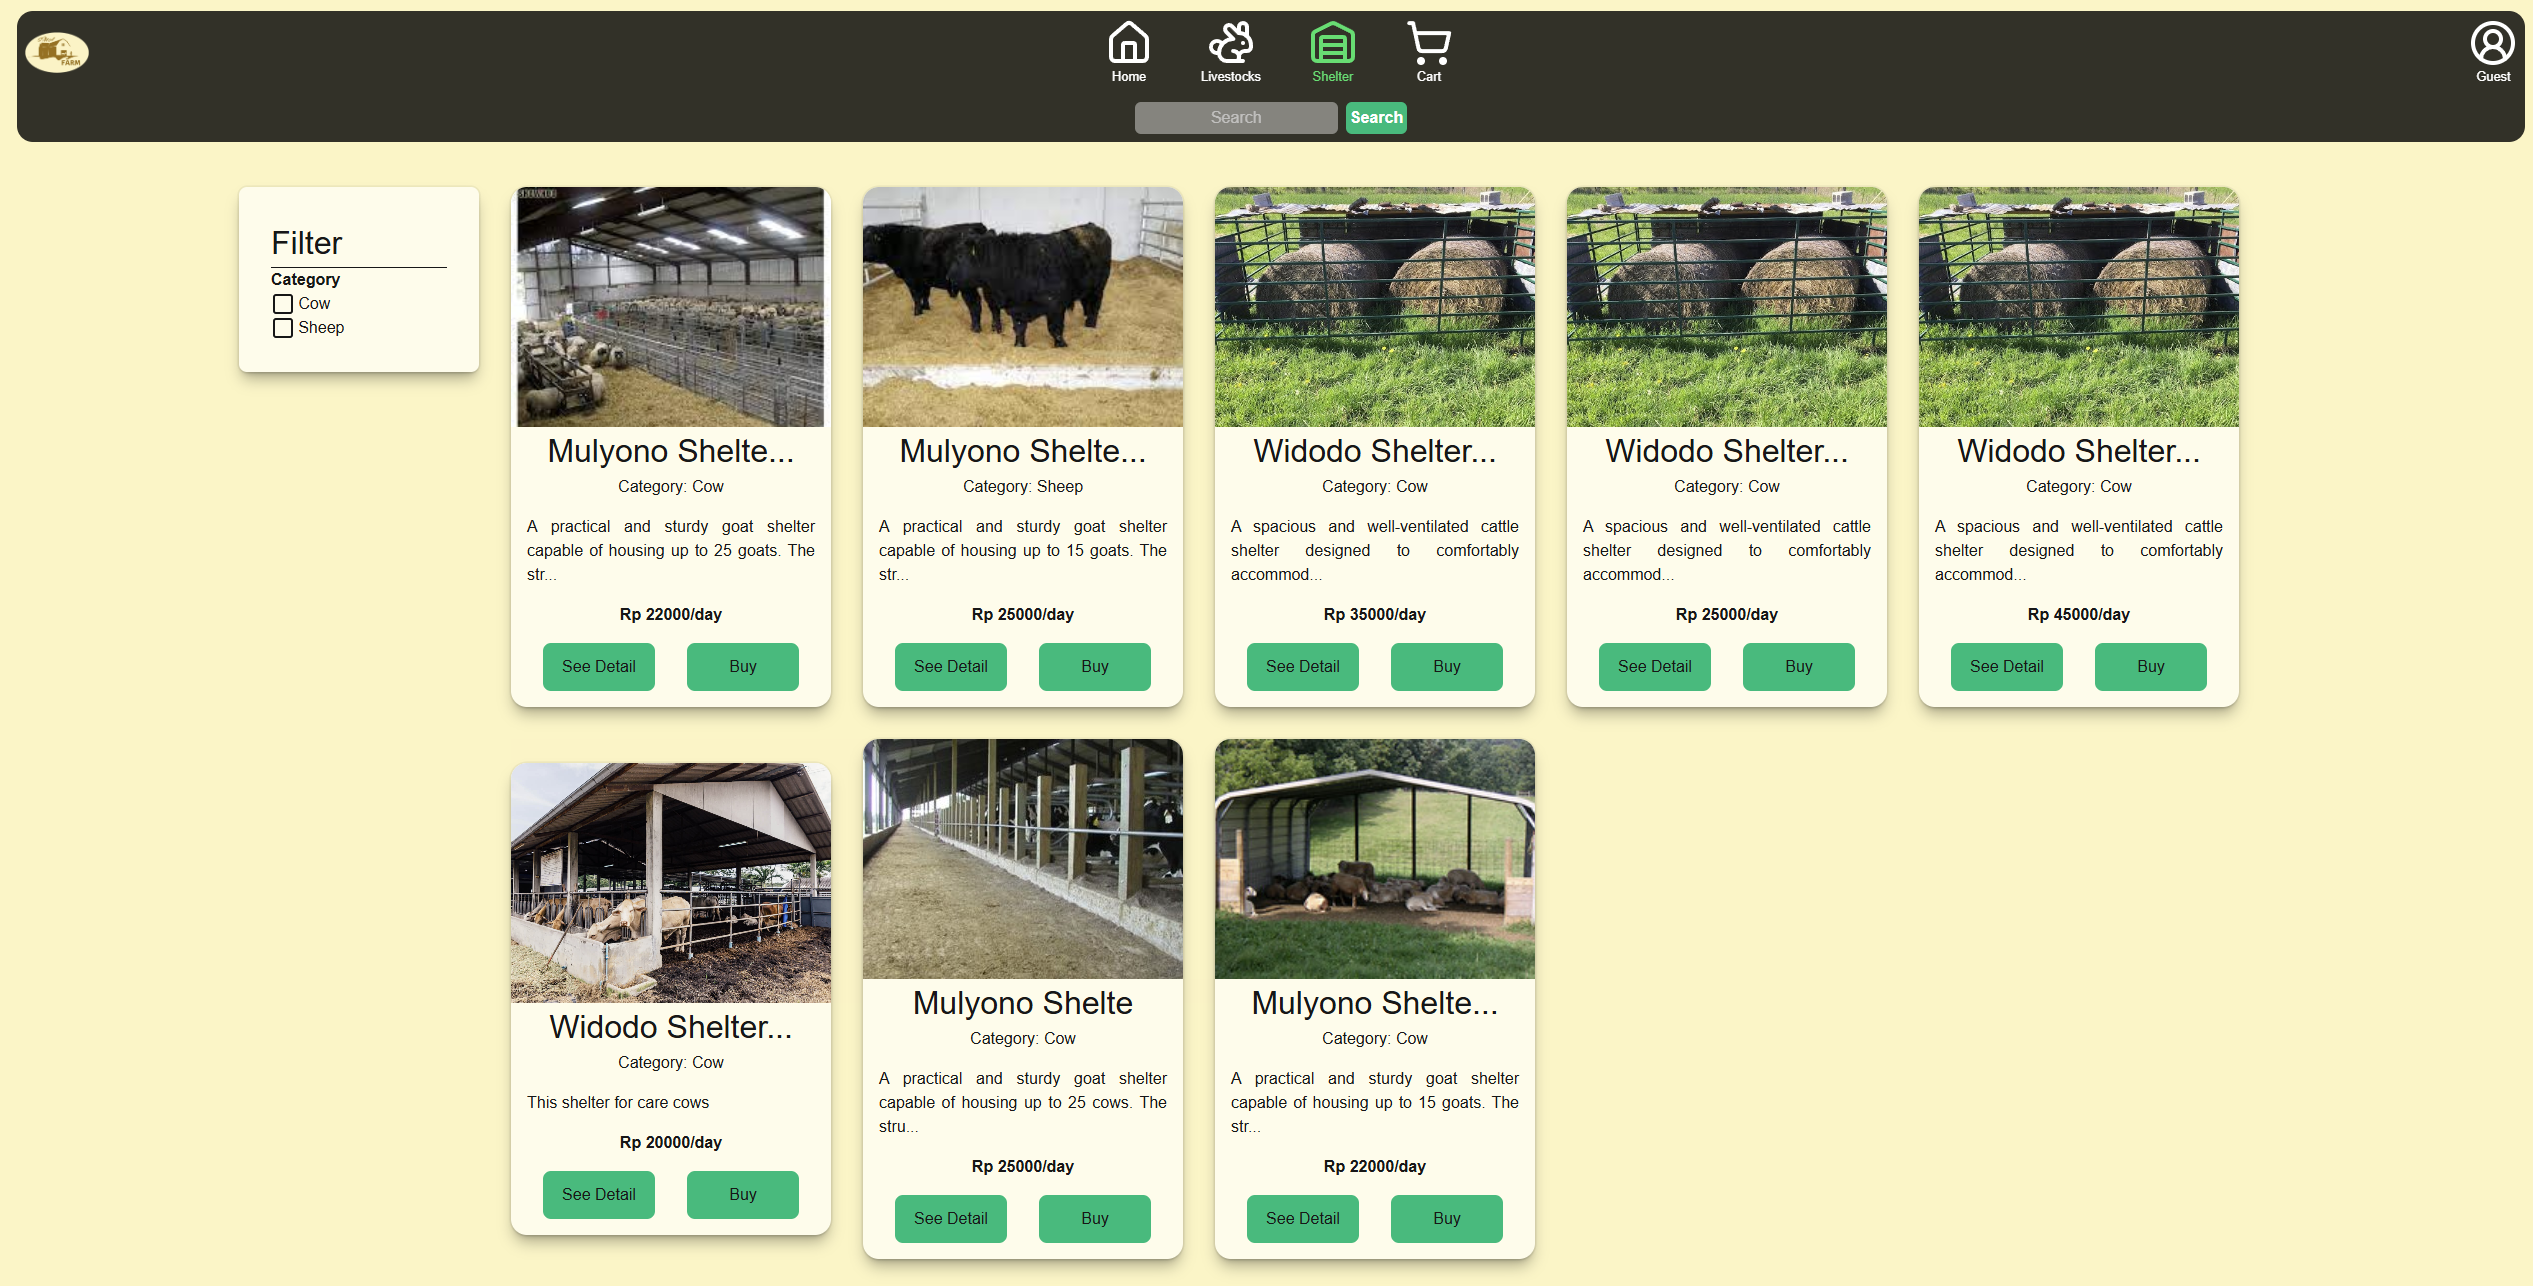 FARM
Home
Livestocks
Shelter
Cart
Guest
Search
Search
Filter
Category
Cow
Sheep
Mulyono Shelte...
Category: Cow
A practical and sturdy goat shelter
capable of housing up to 25 goats. The
str...
Rp 22000/day
See Detail
Buy
Mulyono Shelte...
Category: Sheep
A practical and sturdy goat shelter
capable of housing up to 15 goats. The
str...
Rp 25000/day
See Detail
Buy
Widodo Shelter...
Category: Cow
A spacious and well-ventilated cattle
shelter designed to comfortably
accommod...
Rp 35000/day
See Detail
Buy
Widodo Shelter...
Category: Cow
A spacious and well-ventilated cattle
shelter designed to comfortably
accommod...
Rp 25000/day
See Detail
Buy
Widodo Shelter...
Category: Cow
A spacious and well-ventilated cattle
shelter designed to comfortably
accommod...
Rp 45000/day
See Detail
Buy
Widodo Shelter...
Category: Cow
This shelter for care cows
Rp 20000/day
See Detail
Buy
Mulyono Shelte
Category: Cow
A practical and sturdy goat shelter
capable of housing up to 25 cows. The
stru...
Rp 25000/day
See Detail
Buy
Mulyono Shelte...
Category: Cow
A practical and sturdy goat shelter
capable of housing up to 15 goats. The
str...
Rp 22000/day
See Detail
Buy